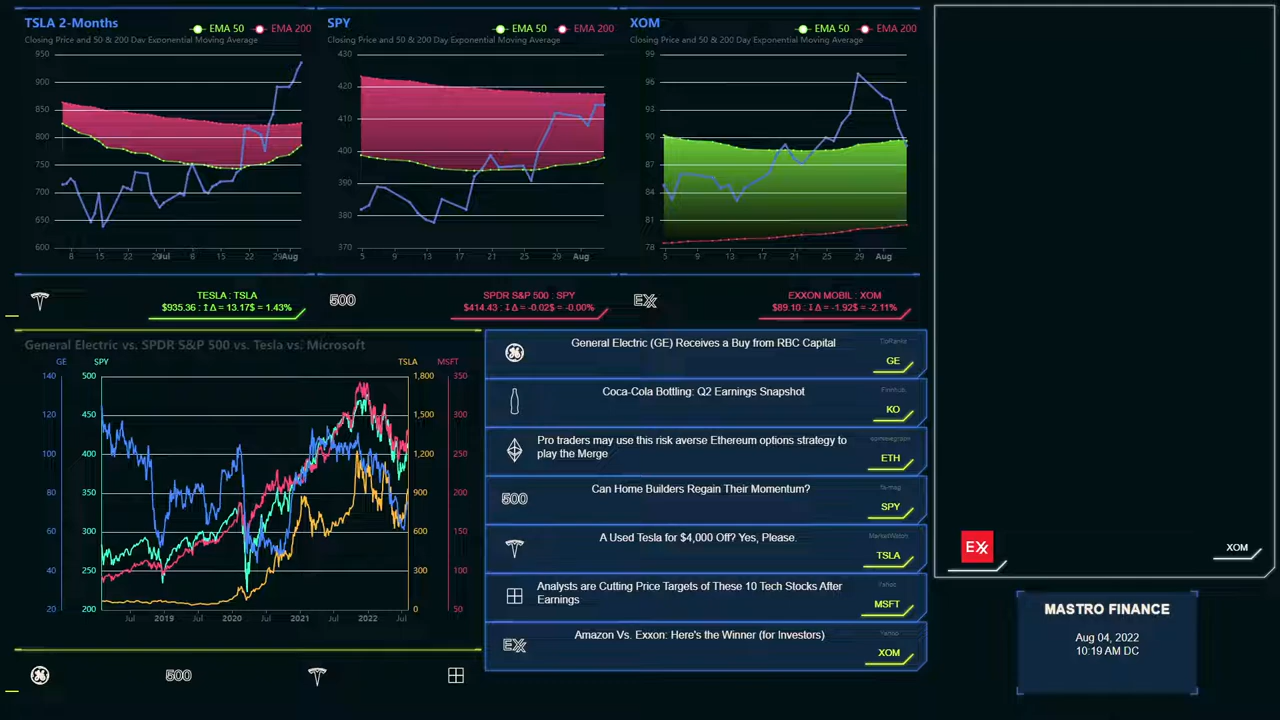 TSLA 2-Months
EMA 50 EMA 200
Closing Price and 50 & 200 Day Exponential Moving Average
950
900
850
800
750
700
650
600
8 15 22 29 Jul 8 15 22 29 Aug
SPY
EMA 50 EMA 200
Closing Price and 50 & 200 Day Exponential Moving Average
430
420
410
400
390
380
370
5 9 13 17 21 25 29 Aug
XOM
EMA 50 EMA 200
Closing Price and 50 & 200 Day Exponential Moving Average
99
96
93
90
87
84
81
78
5 9 13 17 21 25 29 Aug
TESLA : TSLA
$935.36 : 1 Δ = 13.17$ = 1.43%
500
SPDR S&P 500 : SPY
$414.43 : 1 Δ = -0.02$ = -0.00%
EX
EXXON MOBIL : XOM
$89.10 : 1 Δ = -1.92$ = -2.11%
General Electric vs. SPDR S&P 500 vs. Tesla vs. Microsoft
GE SPY TSLA MSFT
140 500 1,800 350
120 450 1,500 300
100 400 1,200 250
80 350 900 200
60 300 600 150
40 250 300 100
20 200 0 50
Jul 2019 Jul 2020 Jul 2021 Jul 2022 Jul
500
General Electric (GE) Receives a Buy from RBC Capital
TipRanks
GE
Coca-Cola Bottling: Q2 Earnings Snapshot
Finnhub
KO
Pro traders may use this risk averse Ethereum options strategy to
play the Merge
ETH
500
Can Home Builders Regain Their Momentum?
SPY
A Used Tesla for $4,000 Off? Yes, Please.
MarketWatch
TSLA
Analysts are Cutting Price Targets of These 10 Tech Stocks After
Earnings
Yahoo
MSFT
EX
Amazon Vs. Exxon: Here's the Winner (for Investors)
Yahoo
XOM
EX
XOM
MASTRO FINANCE
Aug 04, 2022
10:19 AM DC